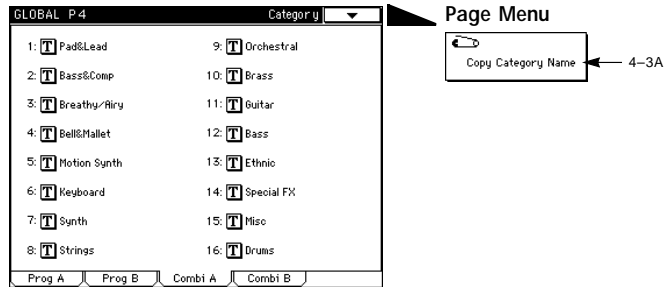 GLOBAL P4 Category
Page Menu
Copy Category Name
4–3A
1: T Pad&Lead
2: T Bass&Comp
3: T Breathy/Airy
4: T Bell&Mallet
5: T Motion Synth
6: T Keyboard
7: T Synth
8: T Strings
9: T Orchestral
10: T Brass
11: T Guitar
12: T Bass
13: T Ethnic
14: T Special FX
15: T Misc
16: T Drums
Prog A Prog B Combi A Combi B